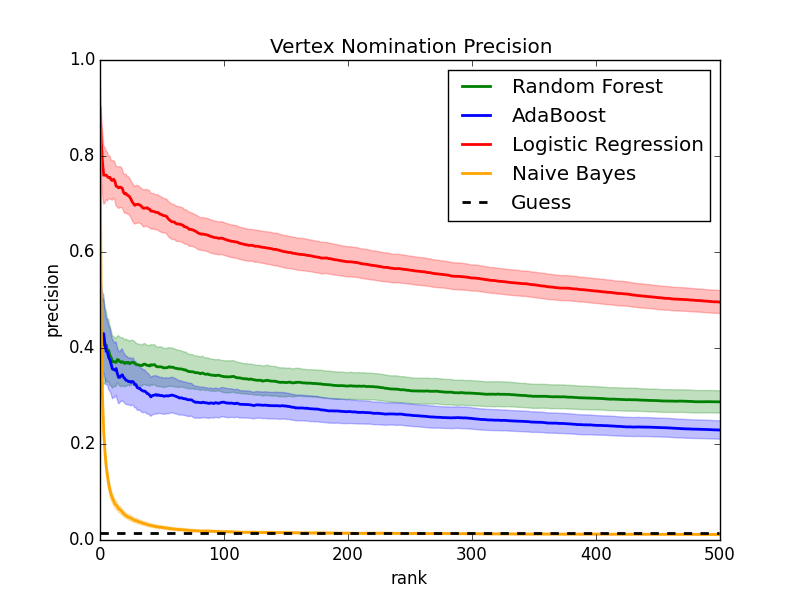 Vertex Nomination Precision
1.0
0.8
0.6
0.4
0.2
0.0
precision
Random Forest
AdaBoost
Logistic Regression
Naive Bayes
Guess
0 100 200 300 400 500
rank